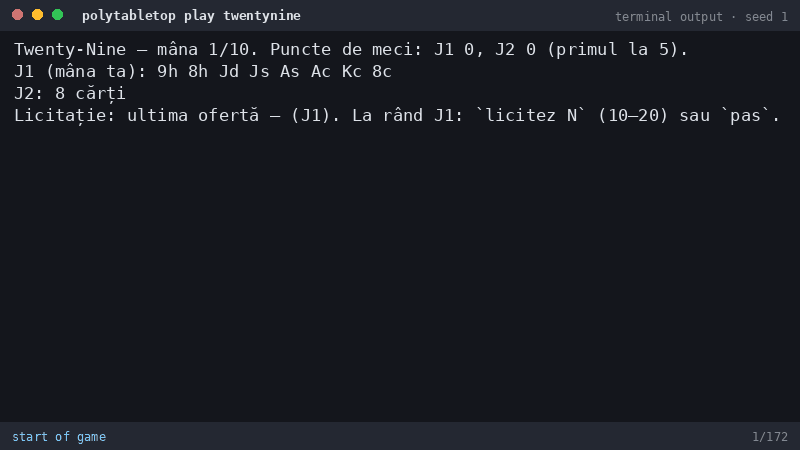 polytabletop play twentynine
terminal output · seed 1
Twenty-Nine — mâna 1/10. Puncte de meci: J1 0, J2 0 (primul la 5).
J1 (mâna ta): 9h 8h Jd Js As Ac Kc 8c
J2: 8 cărți
Licitație: ultima ofertă — (J1). La rând J1: `licitez N` (10–20) sau `pas`.
start of game
1/172